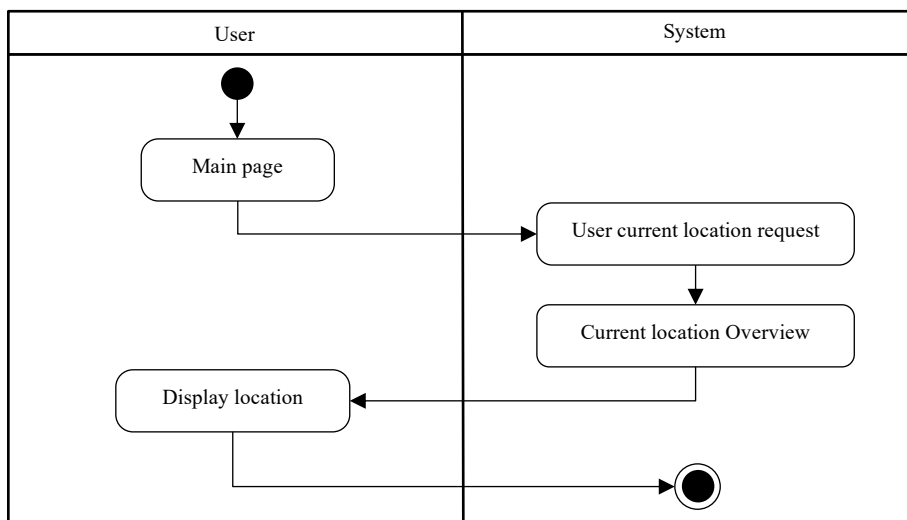 User
System
Main page
User current location request
Current location Overview
Display location